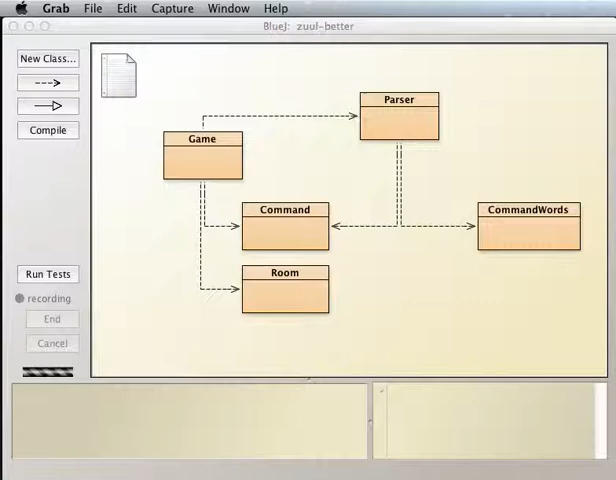 Grab File Edit Capture Window Help
BlueJ: zuul-better
New Class...
Compile
Run Tests
recording
End
Cancel
Parser
Game
Command
CommandWords
Room